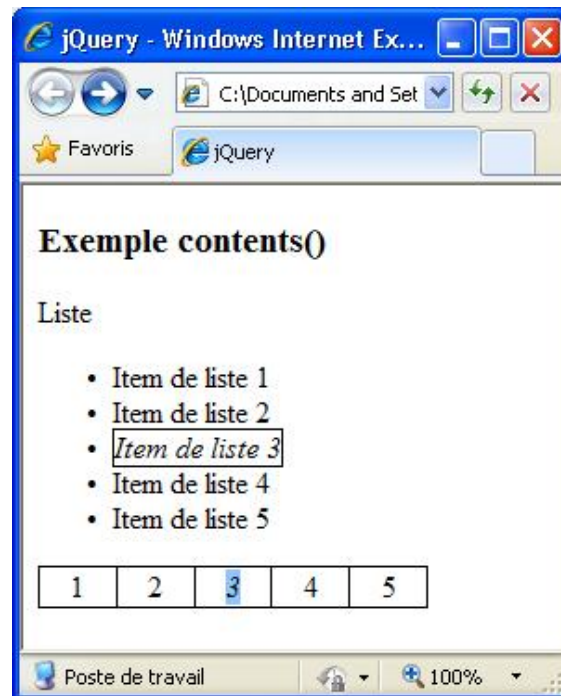 jQuery - Windows Internet Ex...
C:\Documents and Set
Favoris jQuery
Exemple contents()
Liste
• Item de liste 1
• Item de liste 2
• Item de liste 3
• Item de liste 4
• Item de liste 5
1 2 3 4 5
Poste de travail 100%